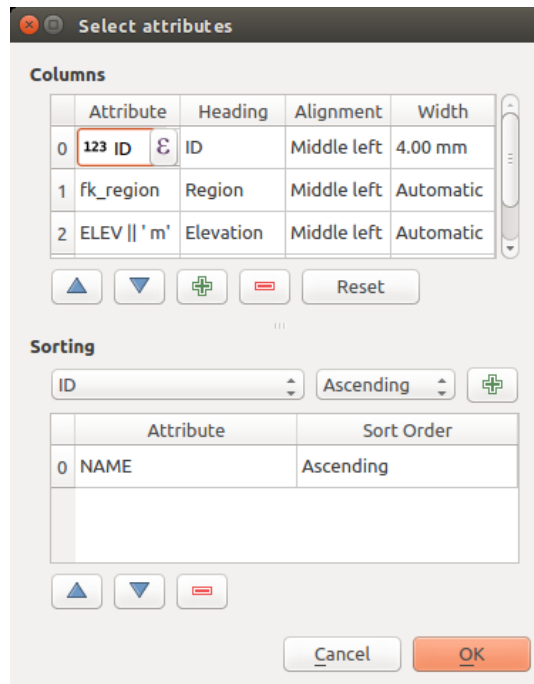 Select attributes
Columns
Attribute Heading Alignment Width
0 123 ID ε ID Middle left 4.00 mm
1 fk_region Region Middle left Automatic
2 ELEV || ' m' Elevation Middle left Automatic
Reset
Sorting
ID Ascending
Attribute Sort Order
0 NAME Ascending
Cancel OK